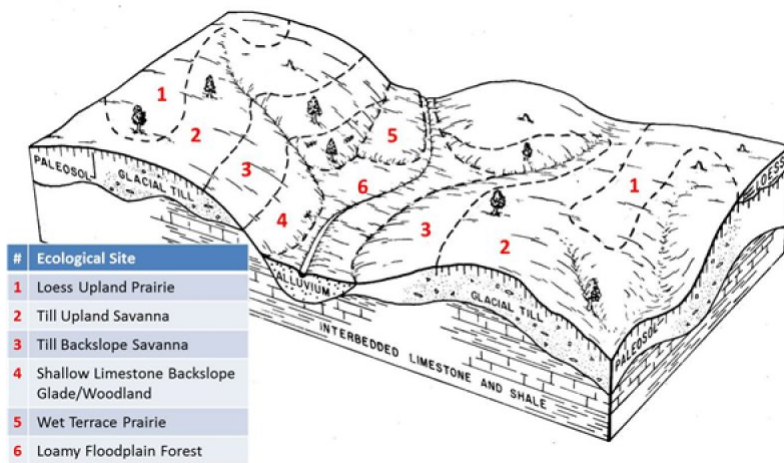 1
2
3
4
5
6
3
2
1
PALEOSOL
GLACIAL TILL
LOESS
ALLUVIUM
GLACIAL TILL
PALEOSOL
INTERBEDDED LIMESTONE AND SHALE
# Ecological Site
1 Loess Upland Prairie
2 Till Upland Savanna
3 Till Backslope Savanna
4 Shallow Limestone Backslope
Glade/Woodland
5 Wet Terrace Prairie
6 Loamy Floodplain Forest